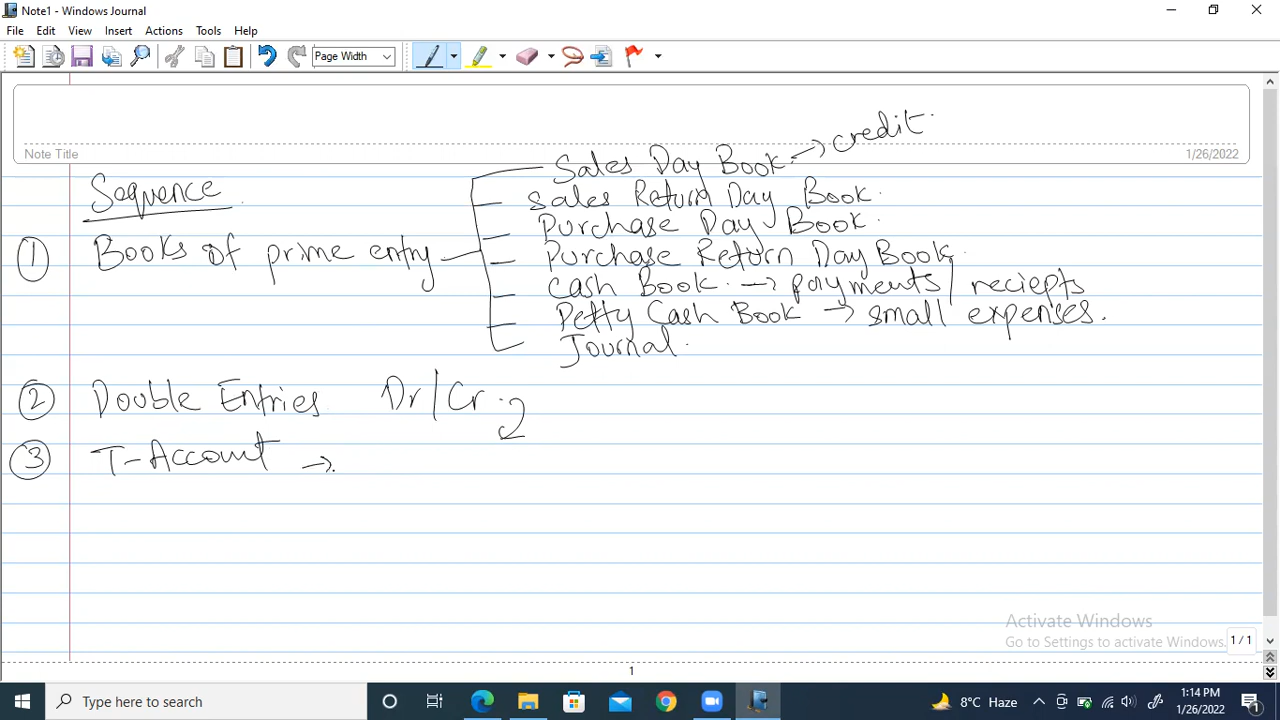 Note1 - Windows Journal
File Edit View Insert Actions Tools Help
Page Width
Note Title
1/26/2022
Sales Day Book → credit.
Sequence
Sales Return Day Book.
Purchase Day Book.
1 Books of prime entry
Purchase Return Day Book.
Cash Book. → payments / reciepts
Petty Cash Book → small expenses.
Journal.
2 Double Entries Dr/Cr.
3 T-Account →
Activate Windows
Go to Settings to activate Windows.
1 / 1
1
Type here to search
8°C Haze
1:14 PM
1/26/2022
1